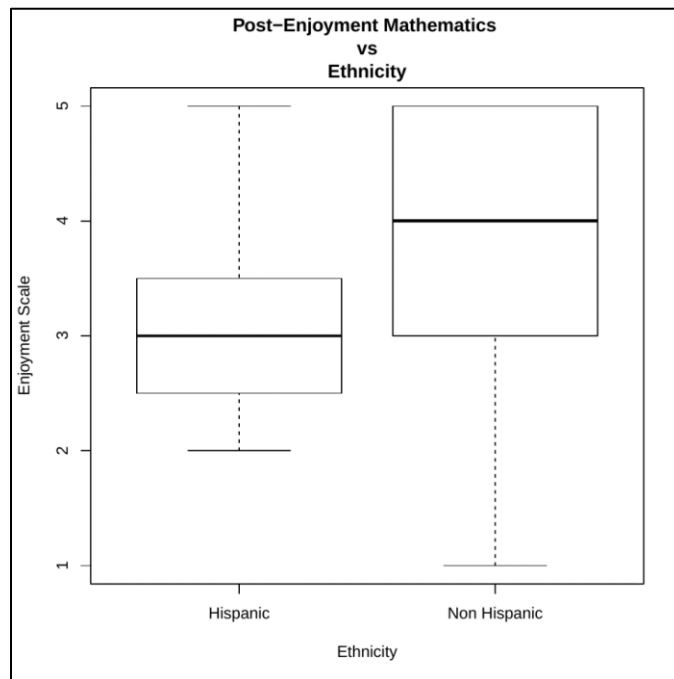 Post−Enjoyment Mathematics
vs
Ethnicity
Enjoyment Scale
5
4
3
2
1
Hispanic Non Hispanic
Ethnicity